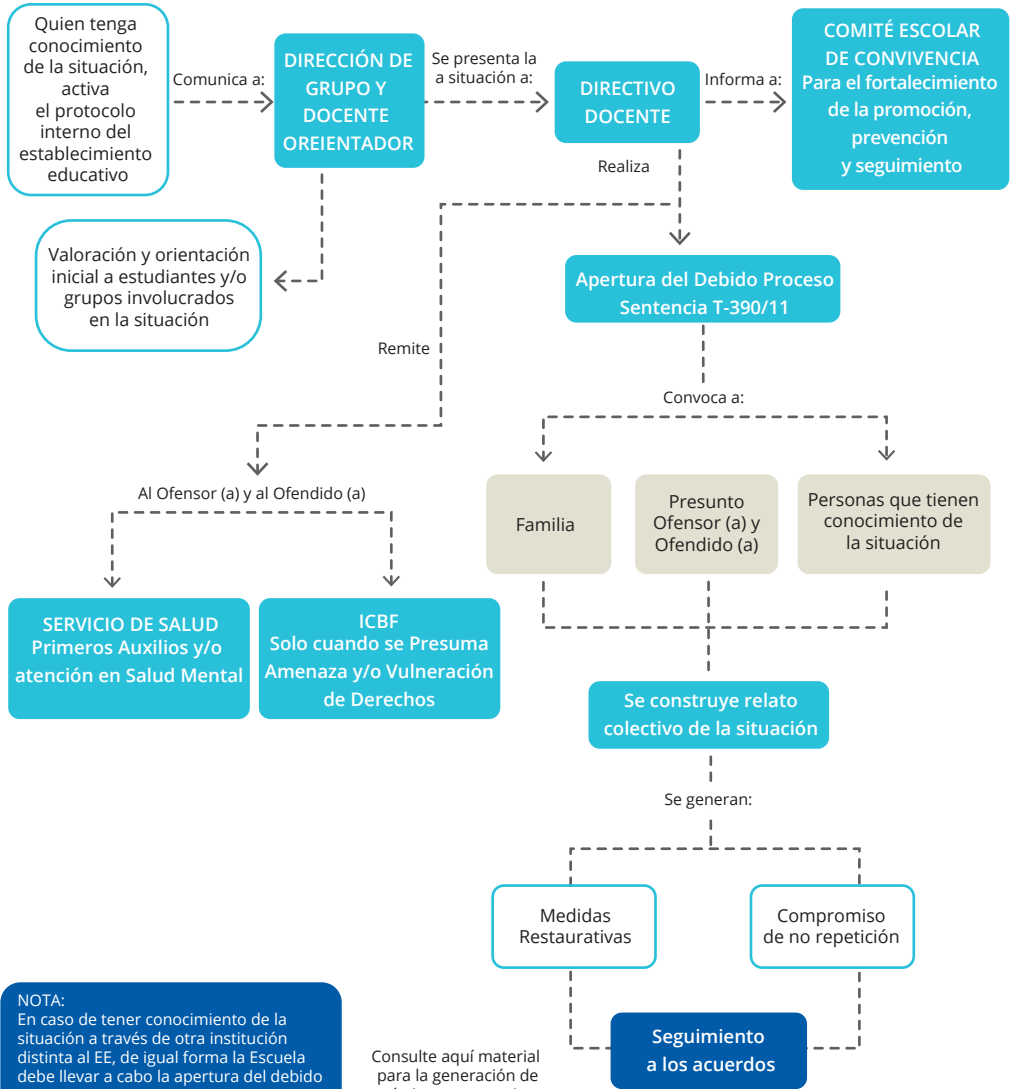 Quien tenga
conocimiento
de la situación,
activa
el protocolo
interno del
establecimiento
educativo
Comunica a:
DIRECCIÓN DE
GRUPO Y
DOCENTE
OREIENTADOR
Se presenta la
a situación a:
DIRECTIVO
DOCENTE
Informa a:
COMITÉ ESCOLAR
DE CONVIVENCIA
Para el fortalecimiento
de la promoción,
prevención
y seguimiento
Realiza
Valoración y orientación
inicial a estudiantes y/o
grupos involucrados
en la situación
Apertura del Debido Proceso
Sentencia T-390/11
Remite
Convoca a:
Al Ofensor (a) y al Ofendido (a)
Familia
Presunto
Ofensor (a) y
Ofendido (a)
Personas que tienen
conocimiento de
la situación
SERVICIO DE SALUD
Primeros Auxilios y/o
atención en Salud Mental
ICBF
Solo cuando se Presuma
Amenaza y/o Vulneración
de Derechos
Se construye relato
colectivo de la situación
Se generan:
Medidas
Restaurativas
Compromiso
de no repetición
Seguimiento
a los acuerdos
NOTA:
En caso de tener conocimiento de la
situación a través de otra institución
distinta al EE, de igual forma la Escuela
debe llevar a cabo la apertura del debido
Consulte aquí material
para la generación de